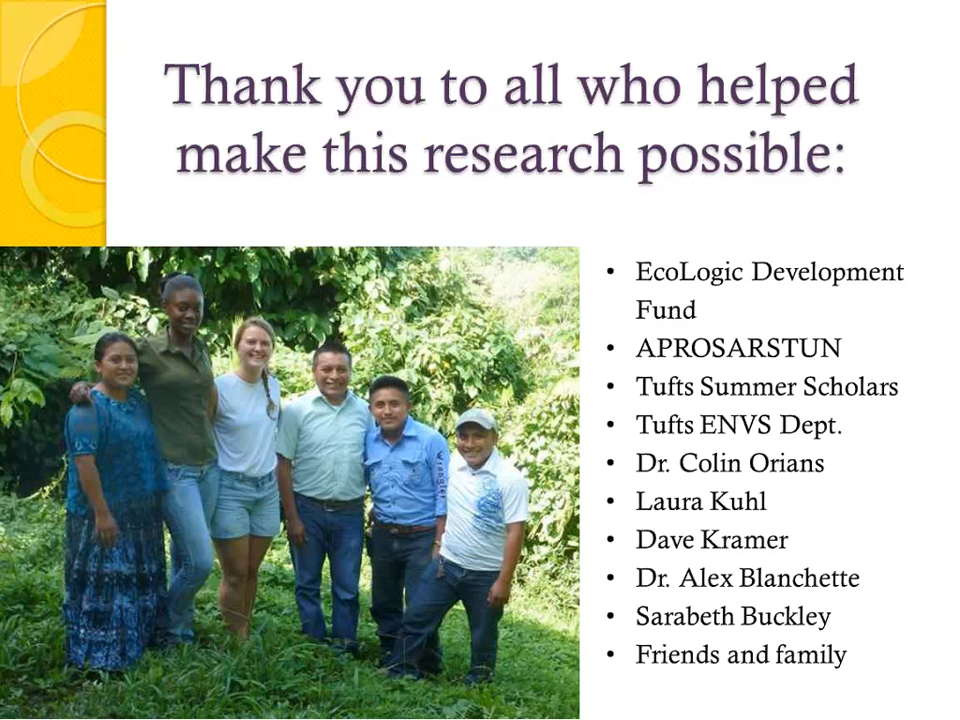 Thank you to all who helped
make this research possible:
• EcoLogic Development
Fund
• APROSARSTUN
• Tufts Summer Scholars
• Tufts ENVS Dept.
• Dr. Colin Orians
• Laura Kuhl
• Dave Kramer
• Dr. Alex Blanchette
• Sarabeth Buckley
• Friends and family
Wrangler